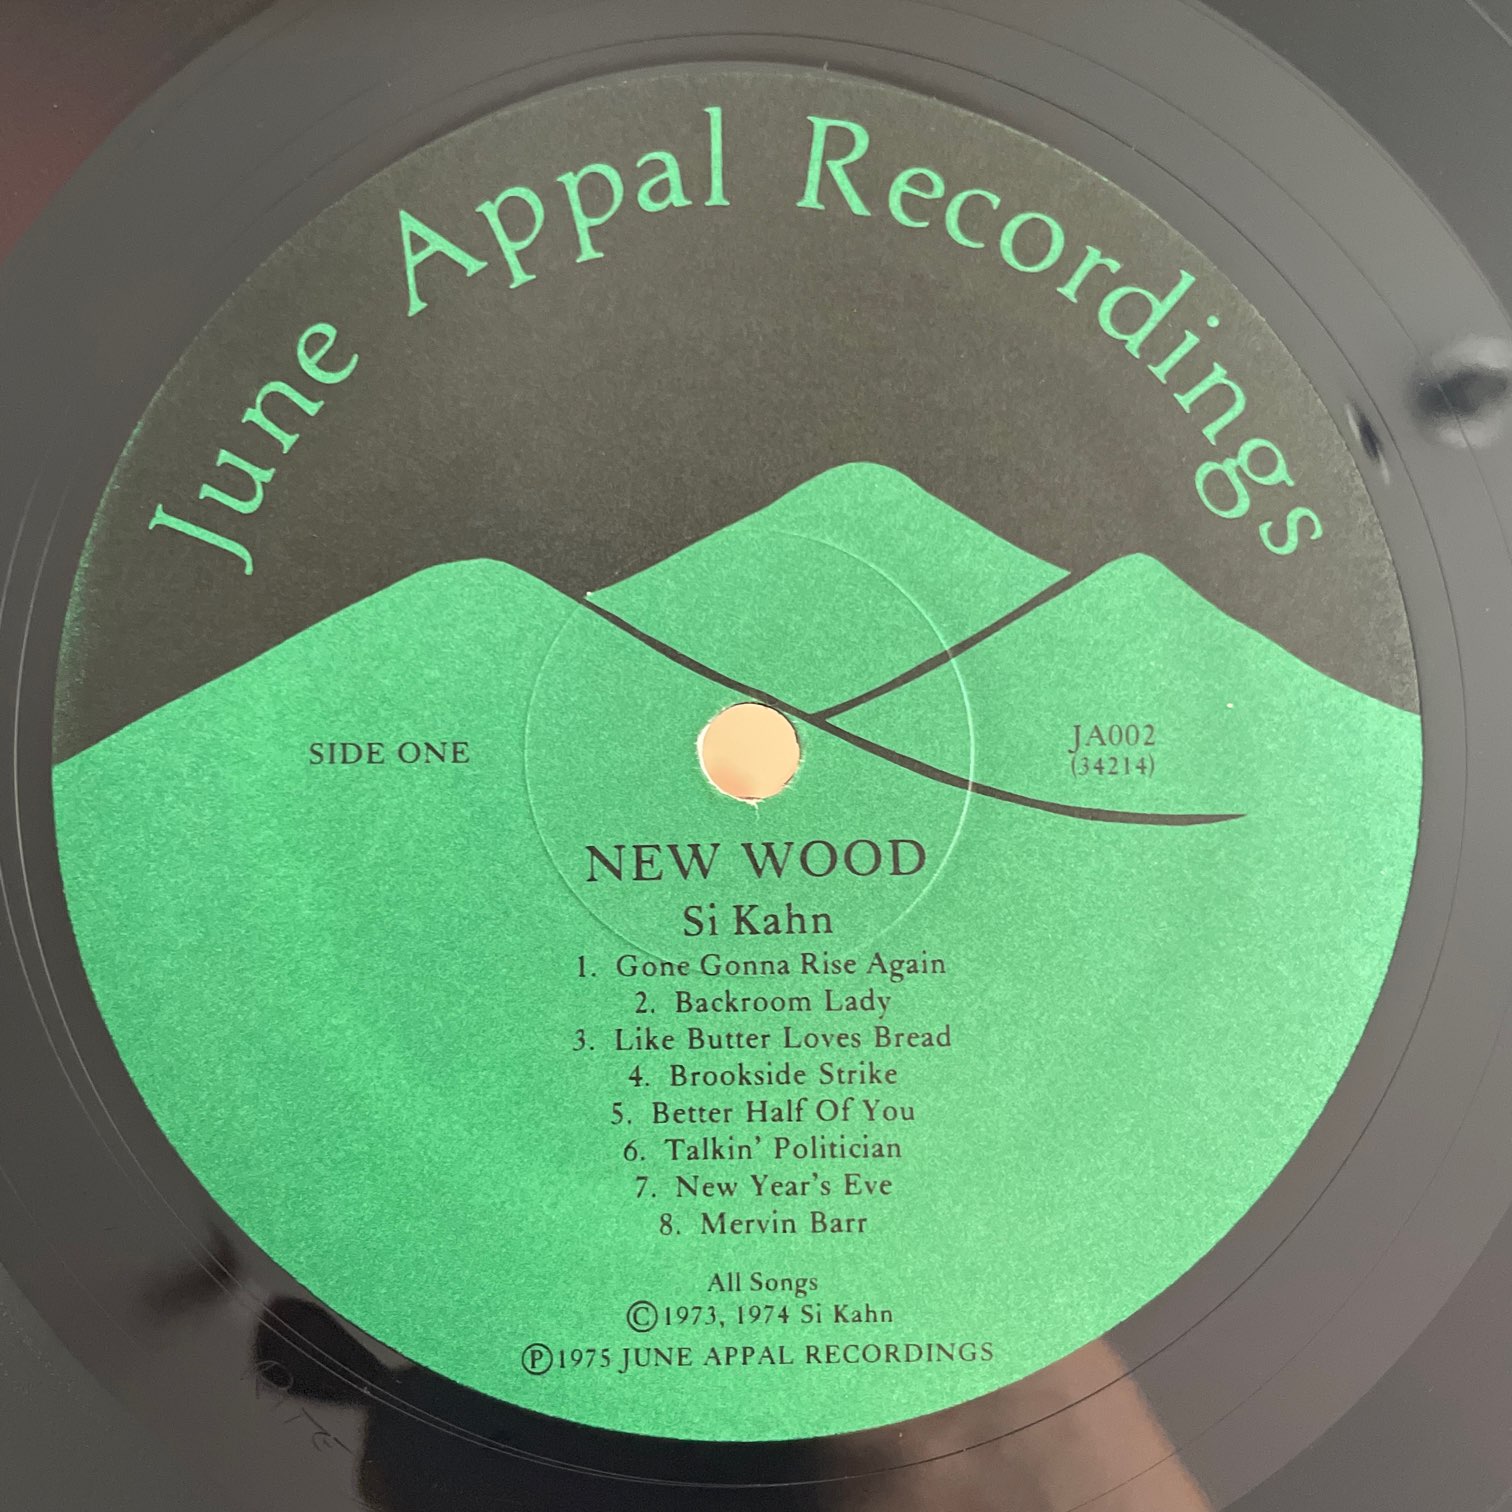 June Appal Recordings
SIDE ONE
JA002
(34214)
NEW WOOD
Si Kahn
1. Gone Gonna Rise Again
2. Backroom Lady
3. Like Butter Loves Bread
4. Brookside Strike
5. Better Half Of You
6. Talkin' Politician
7. New Year's Eve
8. Mervin Barr
All Songs
©1973, 1974 Si Kahn
℗1975 JUNE APPAL RECORDINGS